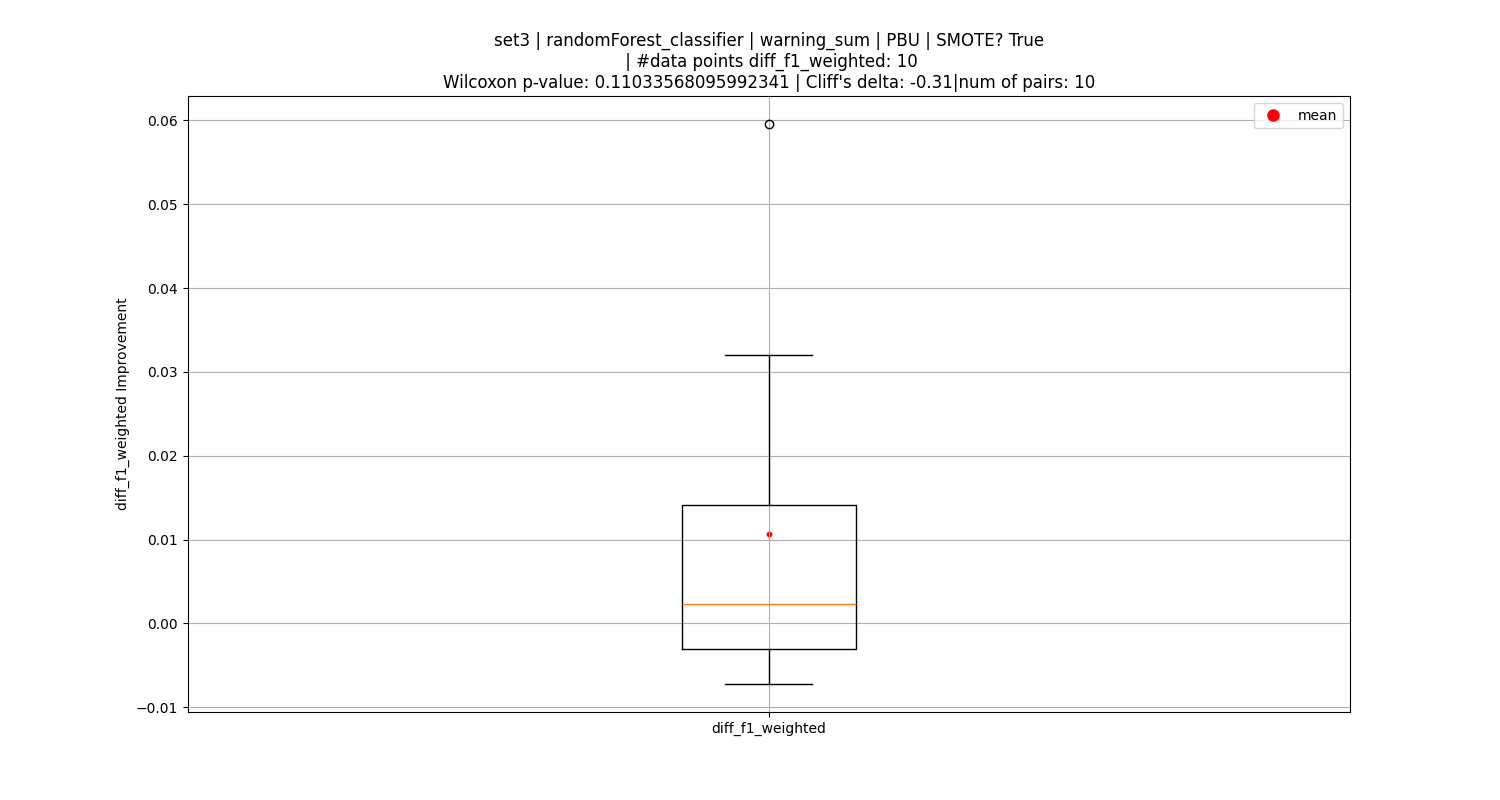 set3 | randomForest_classifier | warning_sum | PBU | SMOTE? True
| #data points diff_f1_weighted: 10
Wilcoxon p-value: 0.11033568095992341 | Cliff's delta: -0.31|num of pairs: 10
mean
0.06
0.05
0.04
0.03
0.02
0.01
0.00
−0.01
diff_f1_weighted Improvement
diff_f1_weighted